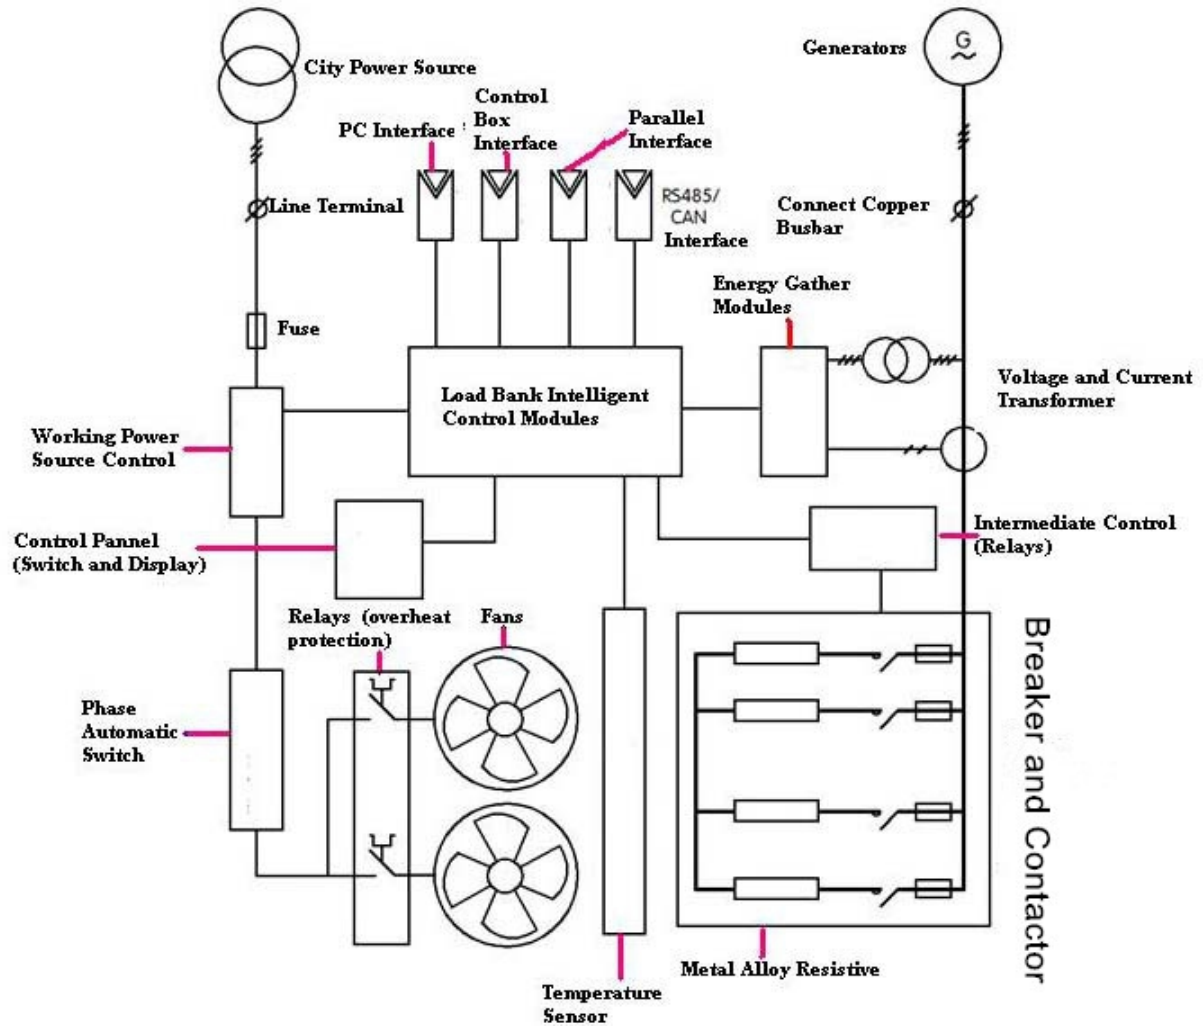 Generators
G
City Power Source
Control
Box
Interface
PC Interface
Parallel
Interface
Line Terminal
RS485/
CAN
Interface
Connect Copper
Busbar
Energy Gather
Modules
Fuse
Load Bank Intelligent
Control Modules
Voltage and Current
Transformer
Working Power
Source Control
Control Pannel
(Switch and Display)
Intermediate Control
(Relays)
Relays (overheat
protection)
Fans
Phase
Automatic
Switch
Breaker and Contactor
Metal Alloy Resistive
Temperature
Sensor